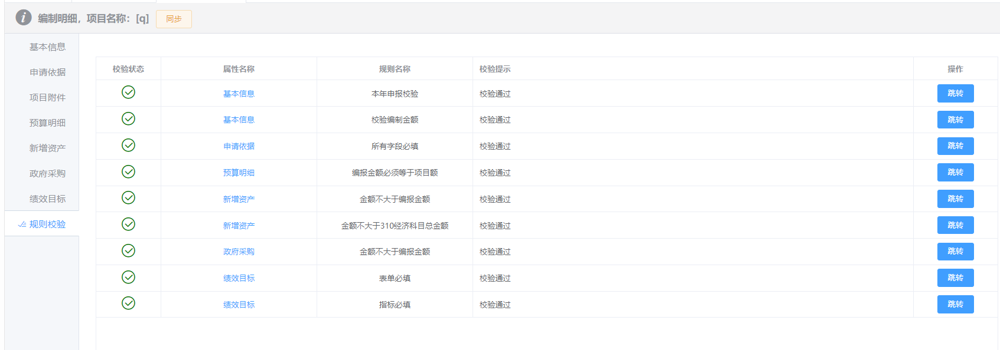 编制明细，项目名称：[q] 同步
基本信息
申请依据
项目附件
预算明细
新增资产
政府采购
绩效目标
规则校验
校验状态 属性名称 规则名称 校验提示 操作
基本信息 本年申报校验 校验通过 跳转
基本信息 校验编制金额 校验通过 跳转
申请依据 所有字段必填 校验通过 跳转
预算明细 编报金额必须等于项目额 校验通过 跳转
新增资产 金额不大于编报金额 校验通过 跳转
新增资产 金额不大于310经济科目总金额 校验通过 跳转
政府采购 金额不大于编报金额 校验通过 跳转
绩效目标 表单必填 校验通过 跳转
绩效目标 指标必填 校验通过 跳转